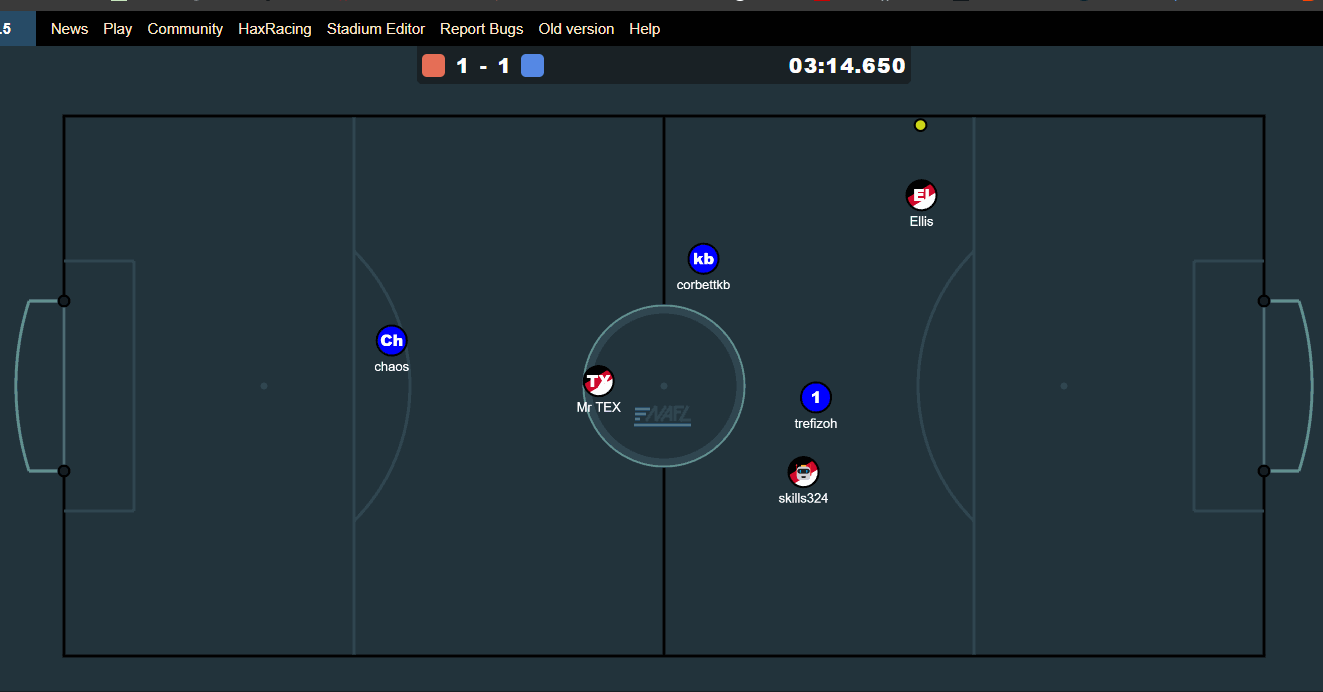 .5 News Play Community HaxRacing Stadium Editor Report Bugs Old version Help
1 - 1 03:14.650
EL
Ellis
kb
corbettkb
Ch
chaos
TX
Mr TEX
NAFL
1
trefizoh
skills324